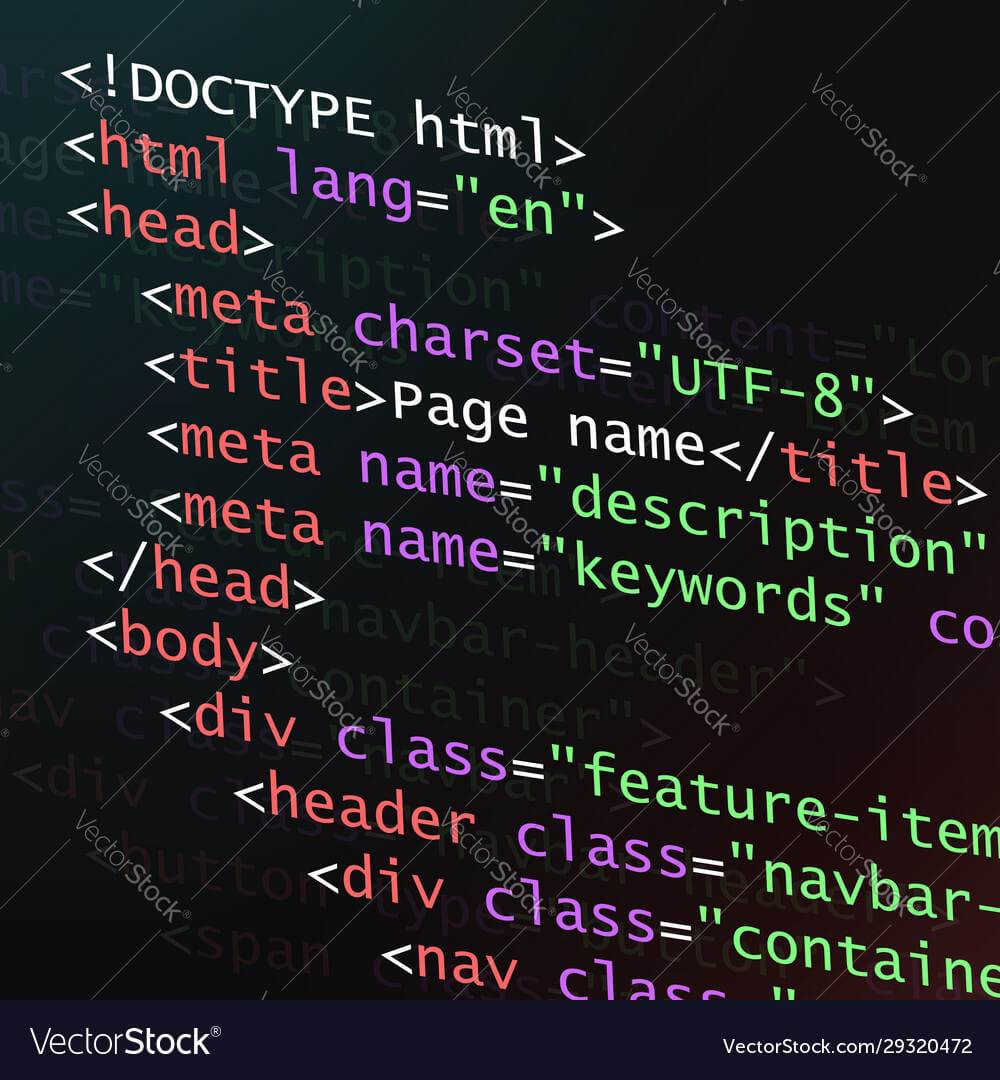 <!DOCTYPE html>
<html lang="en">
<head>
<meta charset="UTF-8">
<title>Page name</title>
<meta name="description"
<meta name="keywords" co
</head>
<body>
<div class="feature-item
<header class="navbar-
<div class="containe
<nav class="
VectorStock®
VectorStock.com/29320472